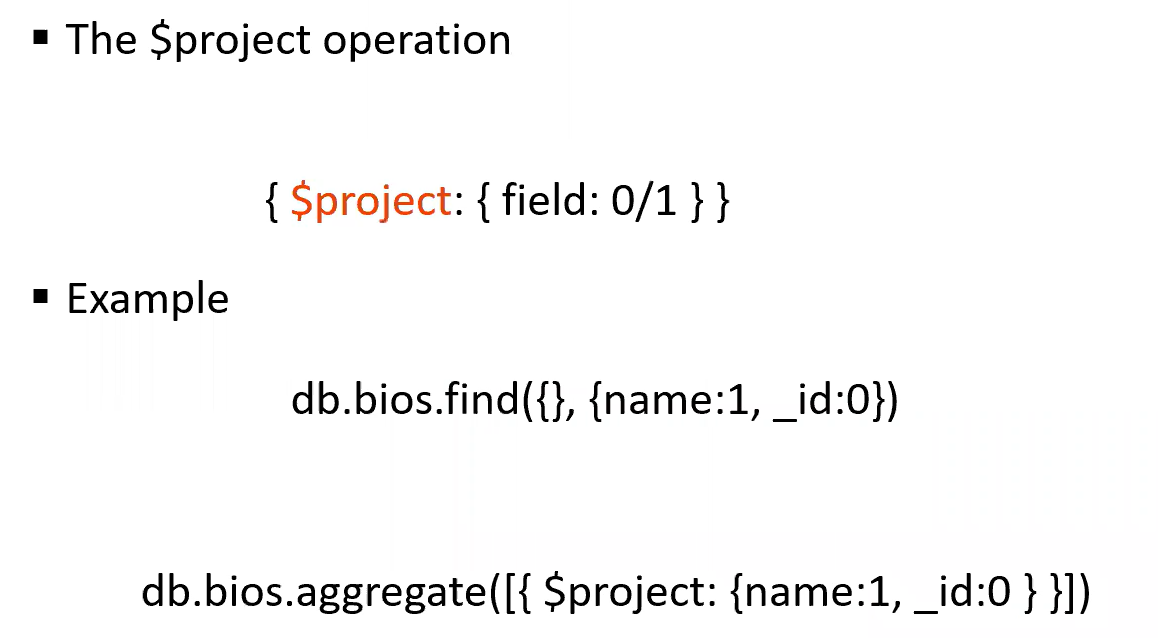 ▪ The $project operation
{ $project: { field: 0/1 } }
▪ Example
db.bios.find({}, {name:1, _id:0})
db.bios.aggregate([{ $project: {name:1, _id:0 } }])